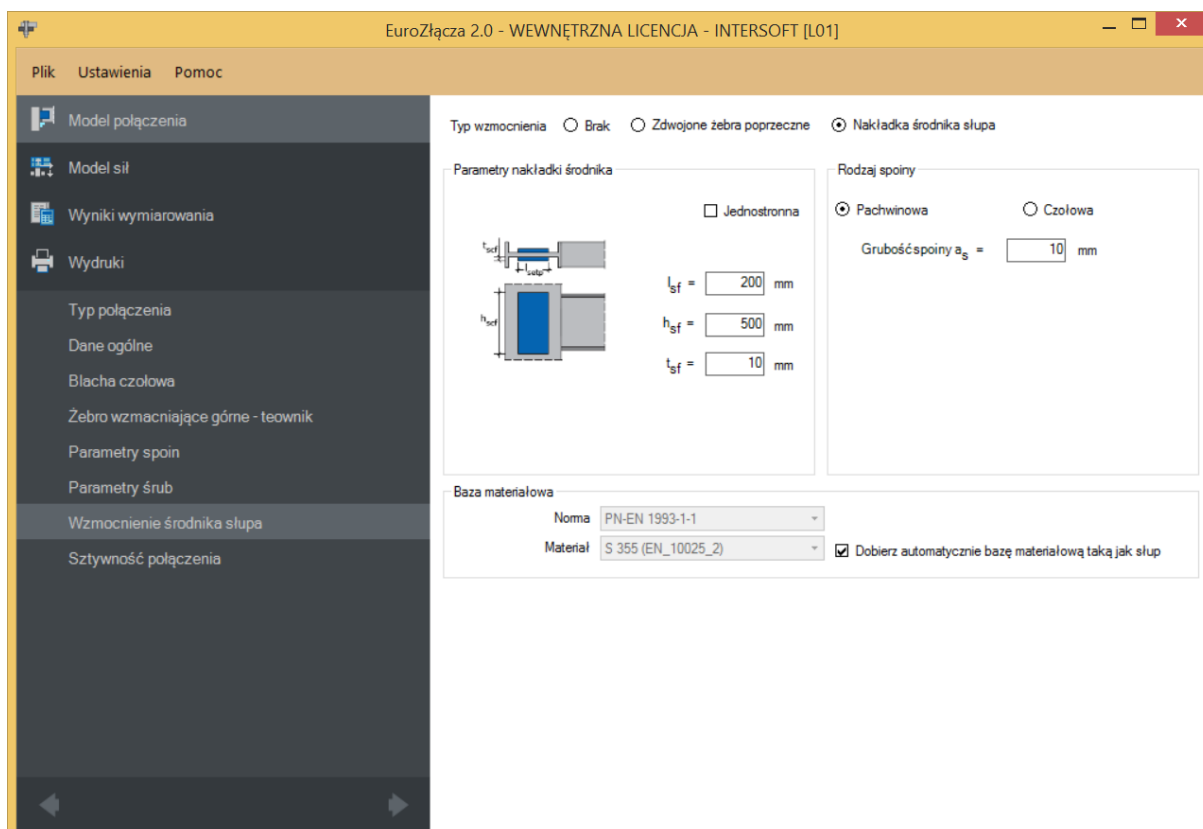 EuroZłącza 2.0 - WEWNĘTRZNA LICENCJA - INTERSOFT [L01]
Plik Ustawienia Pomoc
Model połączenia
Model sił
Wyniki wymiarowania
Wydruki
Typ połączenia
Dane ogólne
Blacha czołowa
Żebro wzmacniające górne - teownik
Parametry spoin
Parametry śrub
Wzmocnienie środnika słupa
Sztywność połączenia
Typ wzmocnienia Brak Zdwojone żebra poprzeczne Nakładka środnika słupa
Parametry nakładki środnika
Jednostronna
tscf
lsetp
hscf
lsf = 200 mm
hsf = 500 mm
tsf = 10 mm
Rodzaj spoiny
Pachwinowa Czołowa
Grubość spoiny as = 10 mm
Baza materiałowa
Norma PN-EN 1993-1-1
Materiał S 355 (EN_10025_2) Dobierz automatycznie bazę materiałową taką jak słup